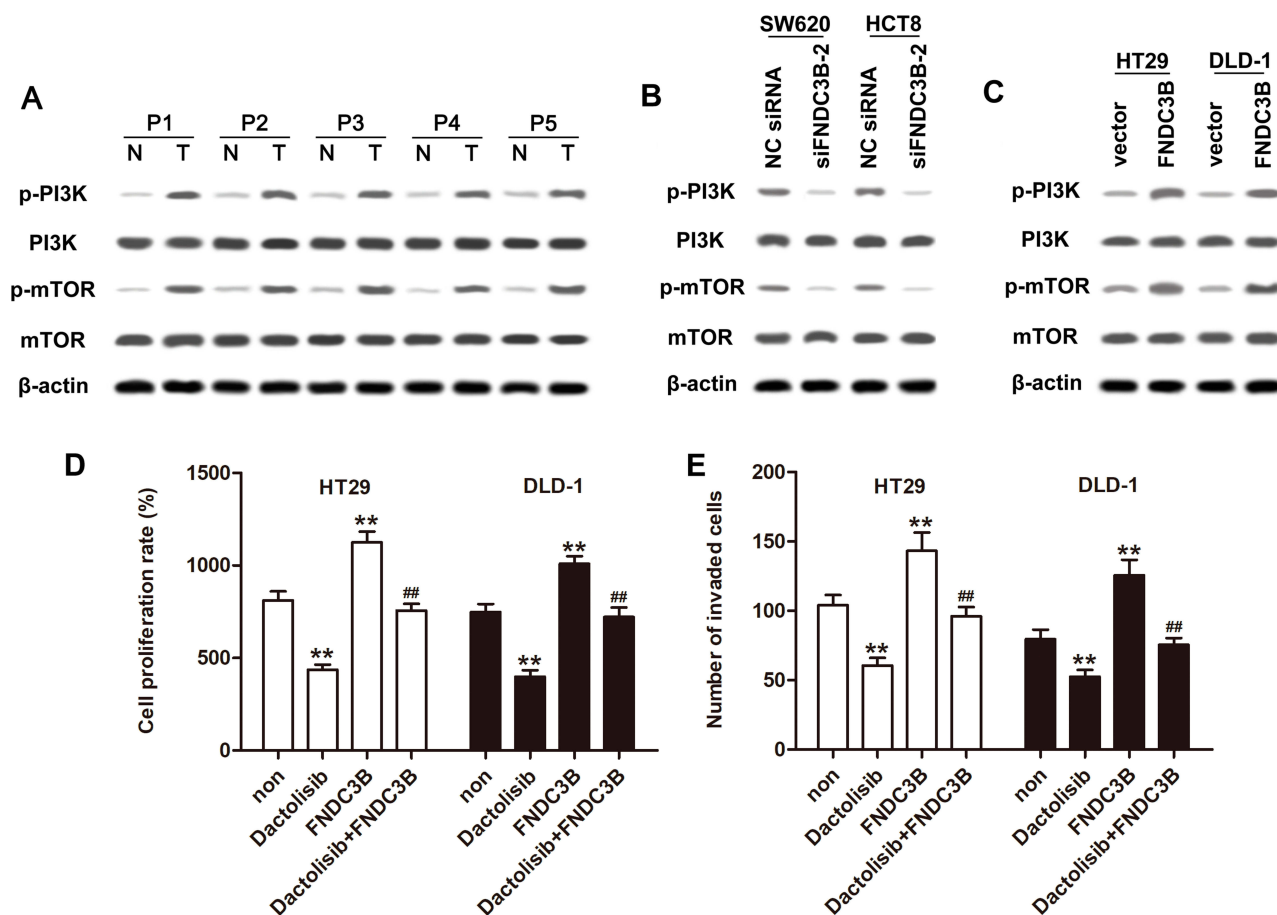 A
P1 P2 P3 P4 P5
N T N T N T N T N T
p-PI3K
PI3K
p-mTOR
mTOR
β-actin
B
SW620 HCT8
NC siRNA siFNDC3B-2 NC siRNA siFNDC3B-2
p-PI3K
PI3K
p-mTOR
mTOR
β-actin
C
HT29 DLD-1
vector FNDC3B vector FNDC3B
p-PI3K
PI3K
p-mTOR
mTOR
β-actin
D
Cell proliferation rate (%)
1500
1000
500
0
HT29 DLD-1
** ** ## ** ** ##
non Dactolisib FNDC3B Dactolisib+FNDC3B non Dactolisib FNDC3B Dactolisib+FNDC3B
E
Number of invaded cells
200
150
100
50
0
HT29 DLD-1
** ** ## ** ** ##
non Dactolisib FNDC3B Dactolisib+FNDC3B non Dactolisib FNDC3B Dactolisib+FNDC3B